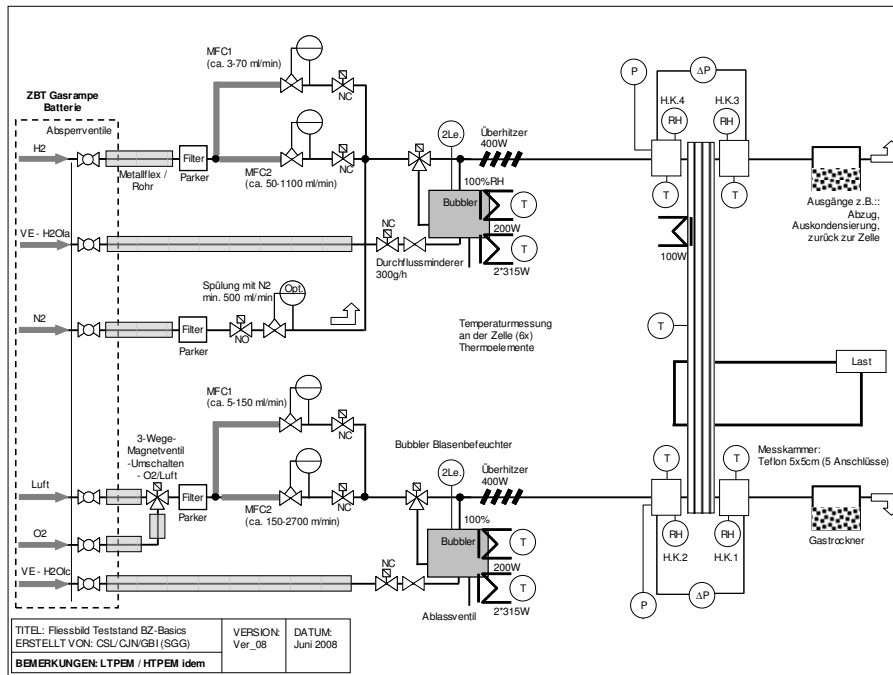 MFC1
(ca. 3-70 ml/min)
NC
P
ΔP
H.K.4
H.K.3
RH
RH
T
T
ZBT Gasrampe
Batterie
Absperrventile
H2
Metallflex /
Rohr
Filter
Parker
MFC2
(ca. 50-1100 ml/min)
NC
2Le.
Überhitzer
400W
100%RH
Bubbler
T
200W
T
2*315W
Ausgänge z.B.::
Abzug,
Auskondensierung,
zurück zur Zelle
100W
VE - H2Ola
NC
Durchflussminderer
300g/h
Spülung mit N2
min. 500 ml/min
Opt.
N2
Filter
Parker
NO
Temperaturmessung
an der Zelle (6x)
Thermoelemente
T
Last
MFC1
(ca. 5-150 ml/min)
NC
3-Wege-
Magnetventil
-Umschalten
- O2/Luft
Bubbler Blasenbefeuchter
Messkammer:
Teflon 5x5cm (5 Anschlüsse)
Luft
Filter
Parker
MFC2
(ca. 150-2700 m/min)
NC
2Le.
Überhitzer
400W
T
T
100%
Bubbler
T
200W
T
2*315W
RH
RH
H.K.2
H.K.1
Gastrockner
O2
VE - H2Olc
NC
Ablassventil
P
ΔP
TITEL: Fliessbild Teststand BZ-Basics
ERSTELLT VON: CSL/CJN/GBI (SGG)
BEMERKUNGEN: LTPEM / HTPEM idem
VERSION:
Ver_08
DATUM:
Juni 2008